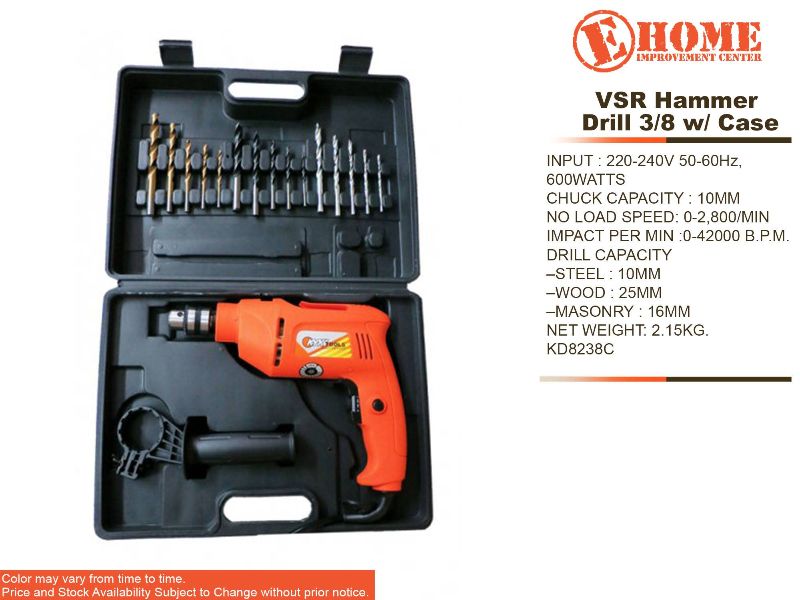 E HOME
IMPROVEMENT CENTER
VSR Hammer
Drill 3/8 w/ Case
INPUT : 220-240V 50-60Hz,
600WATTS
CHUCK CAPACITY : 10MM
NO LOAD SPEED: 0-2,800/MIN
IMPACT PER MIN :0-42000 B.P.M.
DRILL CAPACITY
–STEEL : 10MM
–WOOD : 25MM
–MASONRY : 16MM
NET WEIGHT: 2.15KG.
KD8238C
TOOLS
Color may vary from time to time.
Price and Stock Availability Subject to Change without prior notice.